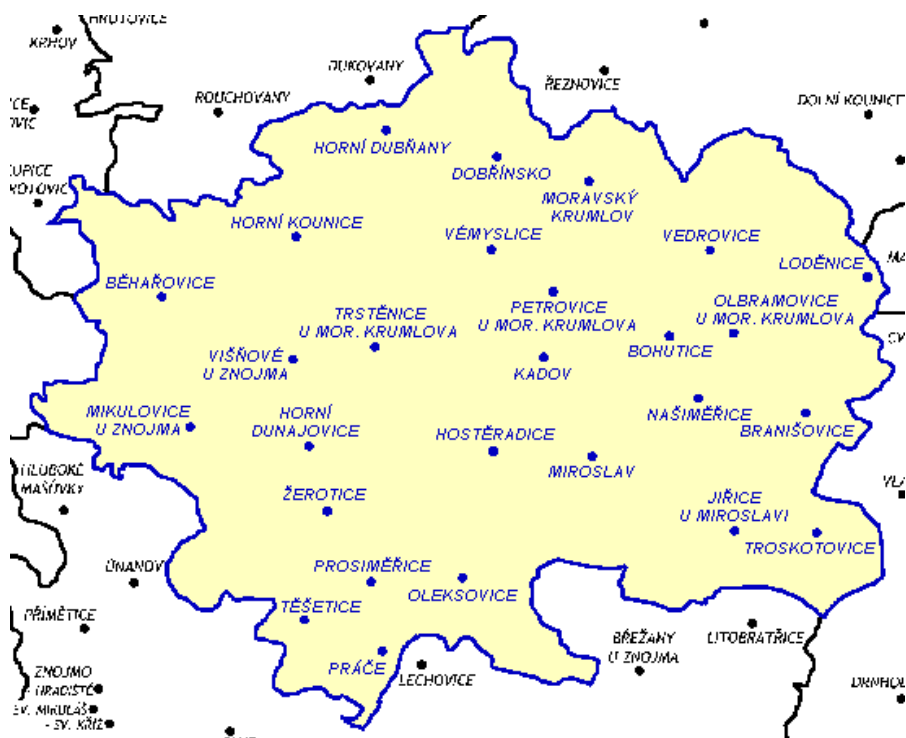 HROTOVICE
KRHOV
DUKOVANY
ŘEZNOVICE
ROUCHOVANY
DOLNÍ KOUNICE
HORNÍ DUBŇANY
DOBŘÍNSKO
MORAVSKÝ
KRUMLOV
HORNÍ KOUNICE
VÉMYSLICE
VEDROVICE
LODĚNICE
BĚHAŘOVICE
TRSTĚNICE
U MOR. KRUMLOVA
PETROVICE
U MOR. KRUMLOVA
OLBRAMOVICE
U MOR. KRUMLOVA
BOHUTICE
VIŠŇOVÉ
U ZNOJMA
KADOV
MIKULOVICE
U ZNOJMA
HORNÍ
DUNAJOVICE
NAŠIMĚŘICE
BRANIŠOVICE
HOSTĚRADICE
MIROSLAV
HLUBOKÉ
MAŠŮVKY
ŽEROTICE
JIŘICE
U MIROSLAVI
TROSKOTOVICE
ÚNANOV
PROSIMĚŘICE
OLEKSOVICE
TĚŠETICE
PŘÍMĚTICE
BŘEŽANY
U ZNOJMA
LITOBRATŘICE
PRÁČE
LECHOVICE
ZNOJMO
- HRADIŠTĚ
- SV. MIKULÁŠ
- SV. KŘÍŽ